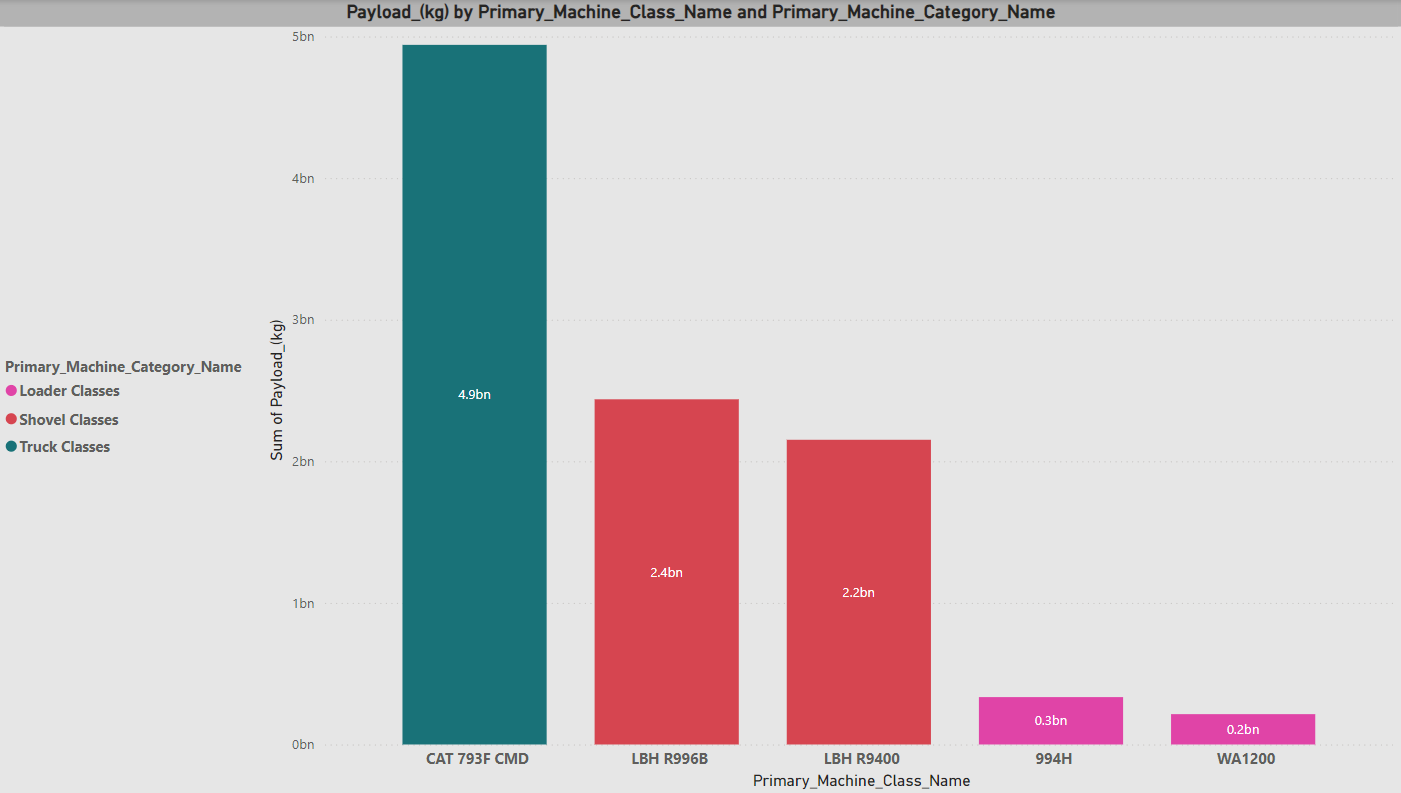 Payload_(kg) by Primary_Machine_Class_Name and Primary_Machine_Category_Name
Primary_Machine_Category_Name
Loader Classes
Shovel Classes
Truck Classes
Sum of Payload_(kg)
5bn
4bn
3bn
2bn
1bn
0bn
4.9bn
2.4bn
2.2bn
0.3bn
0.2bn
CAT 793F CMD
LBH R996B
LBH R9400
994H
WA1200
Primary_Machine_Class_Name